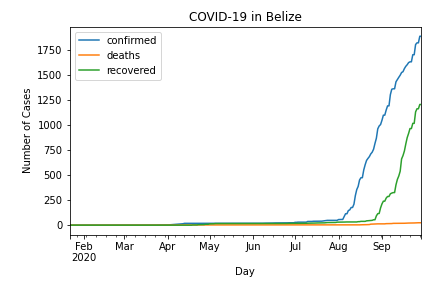 COVID-19 in Belize
confirmed
deaths
recovered
Number of Cases
1750
1500
1250
1000
750
500
250
0
Feb Mar Apr May Jun Jul Aug Sep
2020
Day